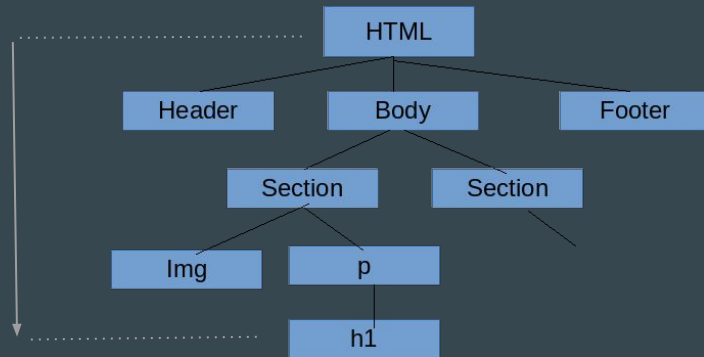 HTML
Header
Body
Footer
Section
Section
Img
p
h1